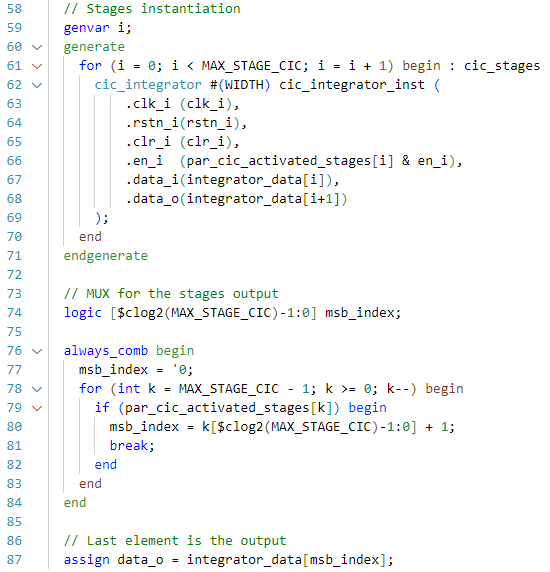 58 // Stages instantiation
59 genvar i;
60 generate
61 for (i = 0; i < MAX_STAGE_CIC; i = i + 1) begin : cic_stages
62 cic_integrator #(WIDTH) cic_integrator_inst (
63 .clk_i (clk_i),
64 .rstn_i(rstn_i),
65 .clr_i (clr_i),
66 .en_i  (par_cic_activated_stages[i] & en_i),
67 .data_i(integrator_data[i]),
68 .data_o(integrator_data[i+1])
69 );
70 end
71 endgenerate
72
73 // MUX for the stages output
74 logic [$clog2(MAX_STAGE_CIC)-1:0] msb_index;
75
76 always_comb begin
77 msb_index = '0;
78 for (int k = MAX_STAGE_CIC - 1; k >= 0; k--) begin
79 if (par_cic_activated_stages[k]) begin
80 msb_index = k[$clog2(MAX_STAGE_CIC)-1:0] + 1;
81 break;
82 end
83 end
84 end
85
86 // Last element is the output
87 assign data_o = integrator_data[msb_index];